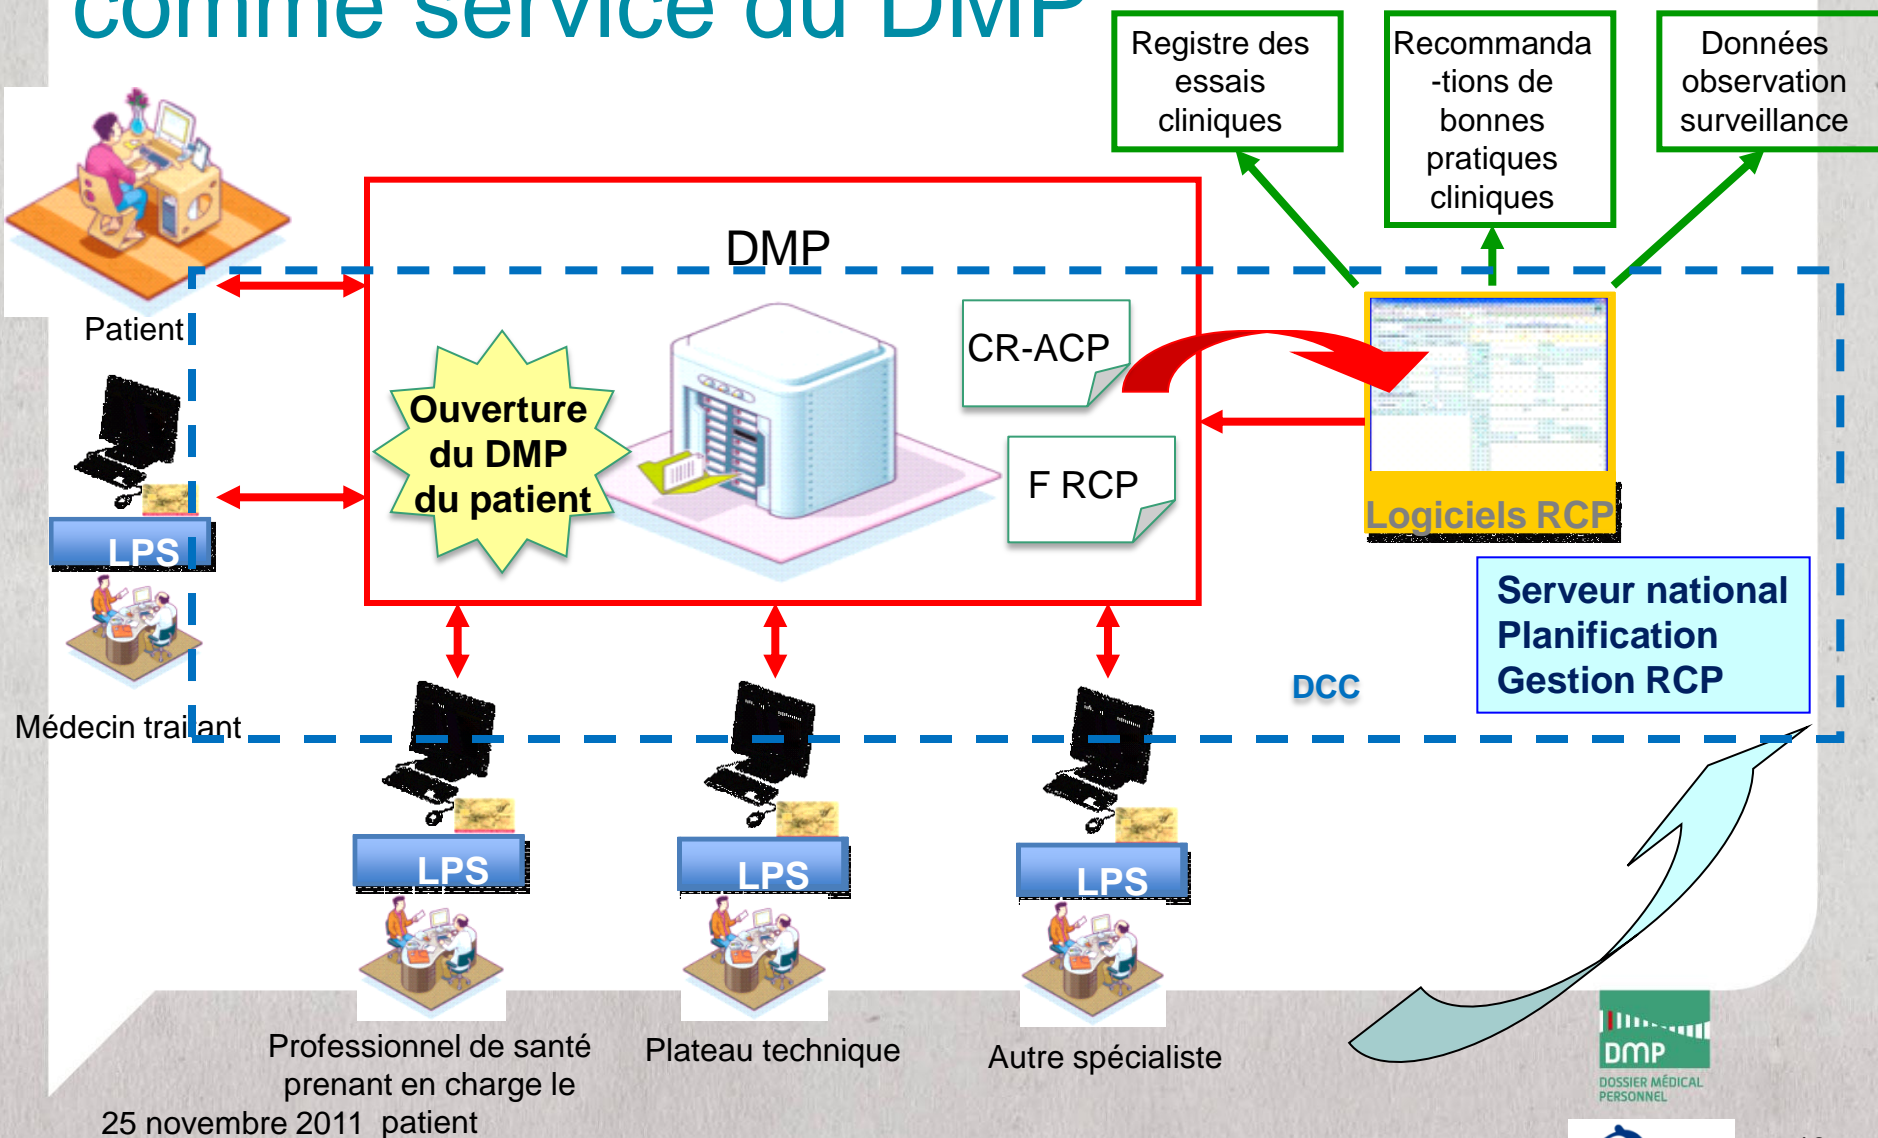 comme service du DMP
Registre des
essais
cliniques
Recommanda
-tions de
bonnes
pratiques
cliniques
Données
observation
surveillance
DMP
Patient
CR-ACP
Ouverture
du DMP
du patient
F RCP
Logiciels RCP
LPS
Serveur national
Planification
Gestion RCP
DCC
Médecin traitant
LPS
LPS
LPS
Professionnel de santé
prenant en charge le
patient
Plateau technique
Autre spécialiste
DMP
DOSSIER MÉDICAL
PERSONNEL
25 novembre 2011